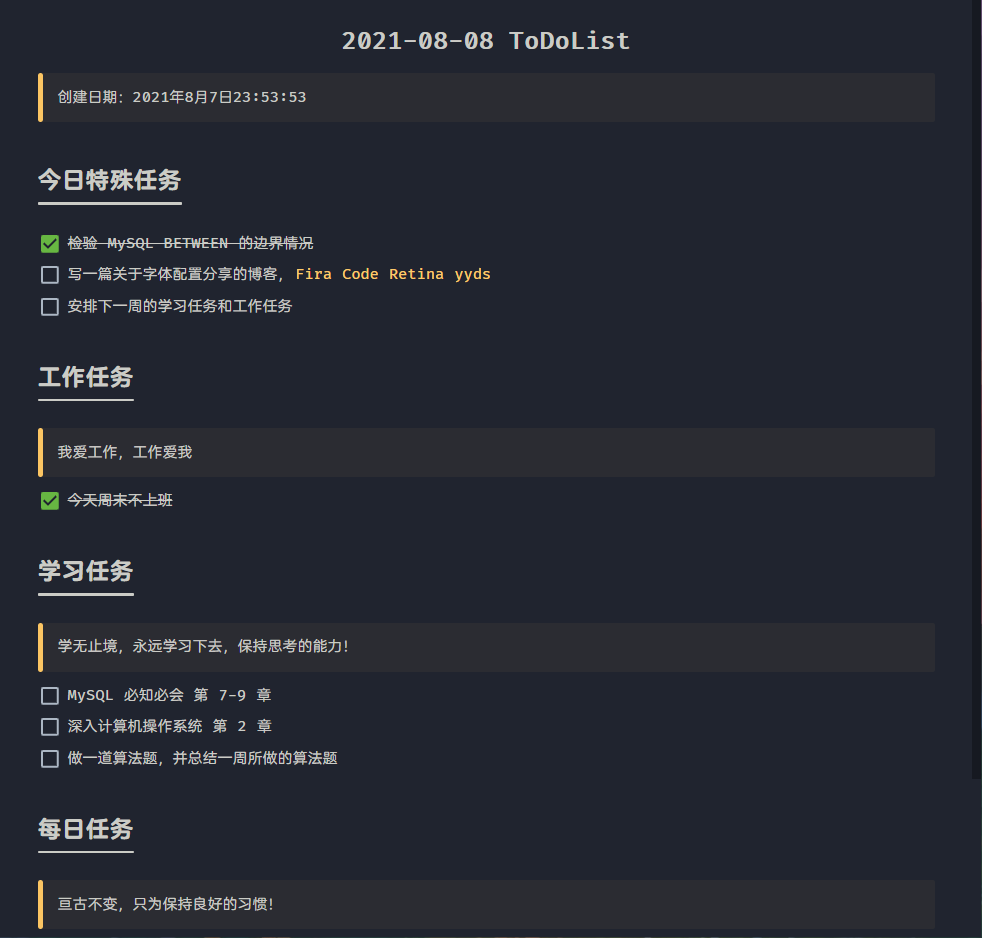 2021-08-08 ToDoList
创建日期：2021年8月7日23:53:53
今日特殊任务
检验 MySQL BETWEEN 的边界情况
写一篇关于字体配置分享的博客，Fira Code Retina yyds
安排下一周的学习任务和工作任务
工作任务
我爱工作，工作爱我
今天周末不上班
学习任务
学无止境，永远学习下去，保持思考的能力！
MySQL 必知必会 第 7-9 章
深入计算机操作系统 第 2 章
做一道算法题，并总结一周所做的算法题
每日任务
亘古不变，只为保持良好的习惯！